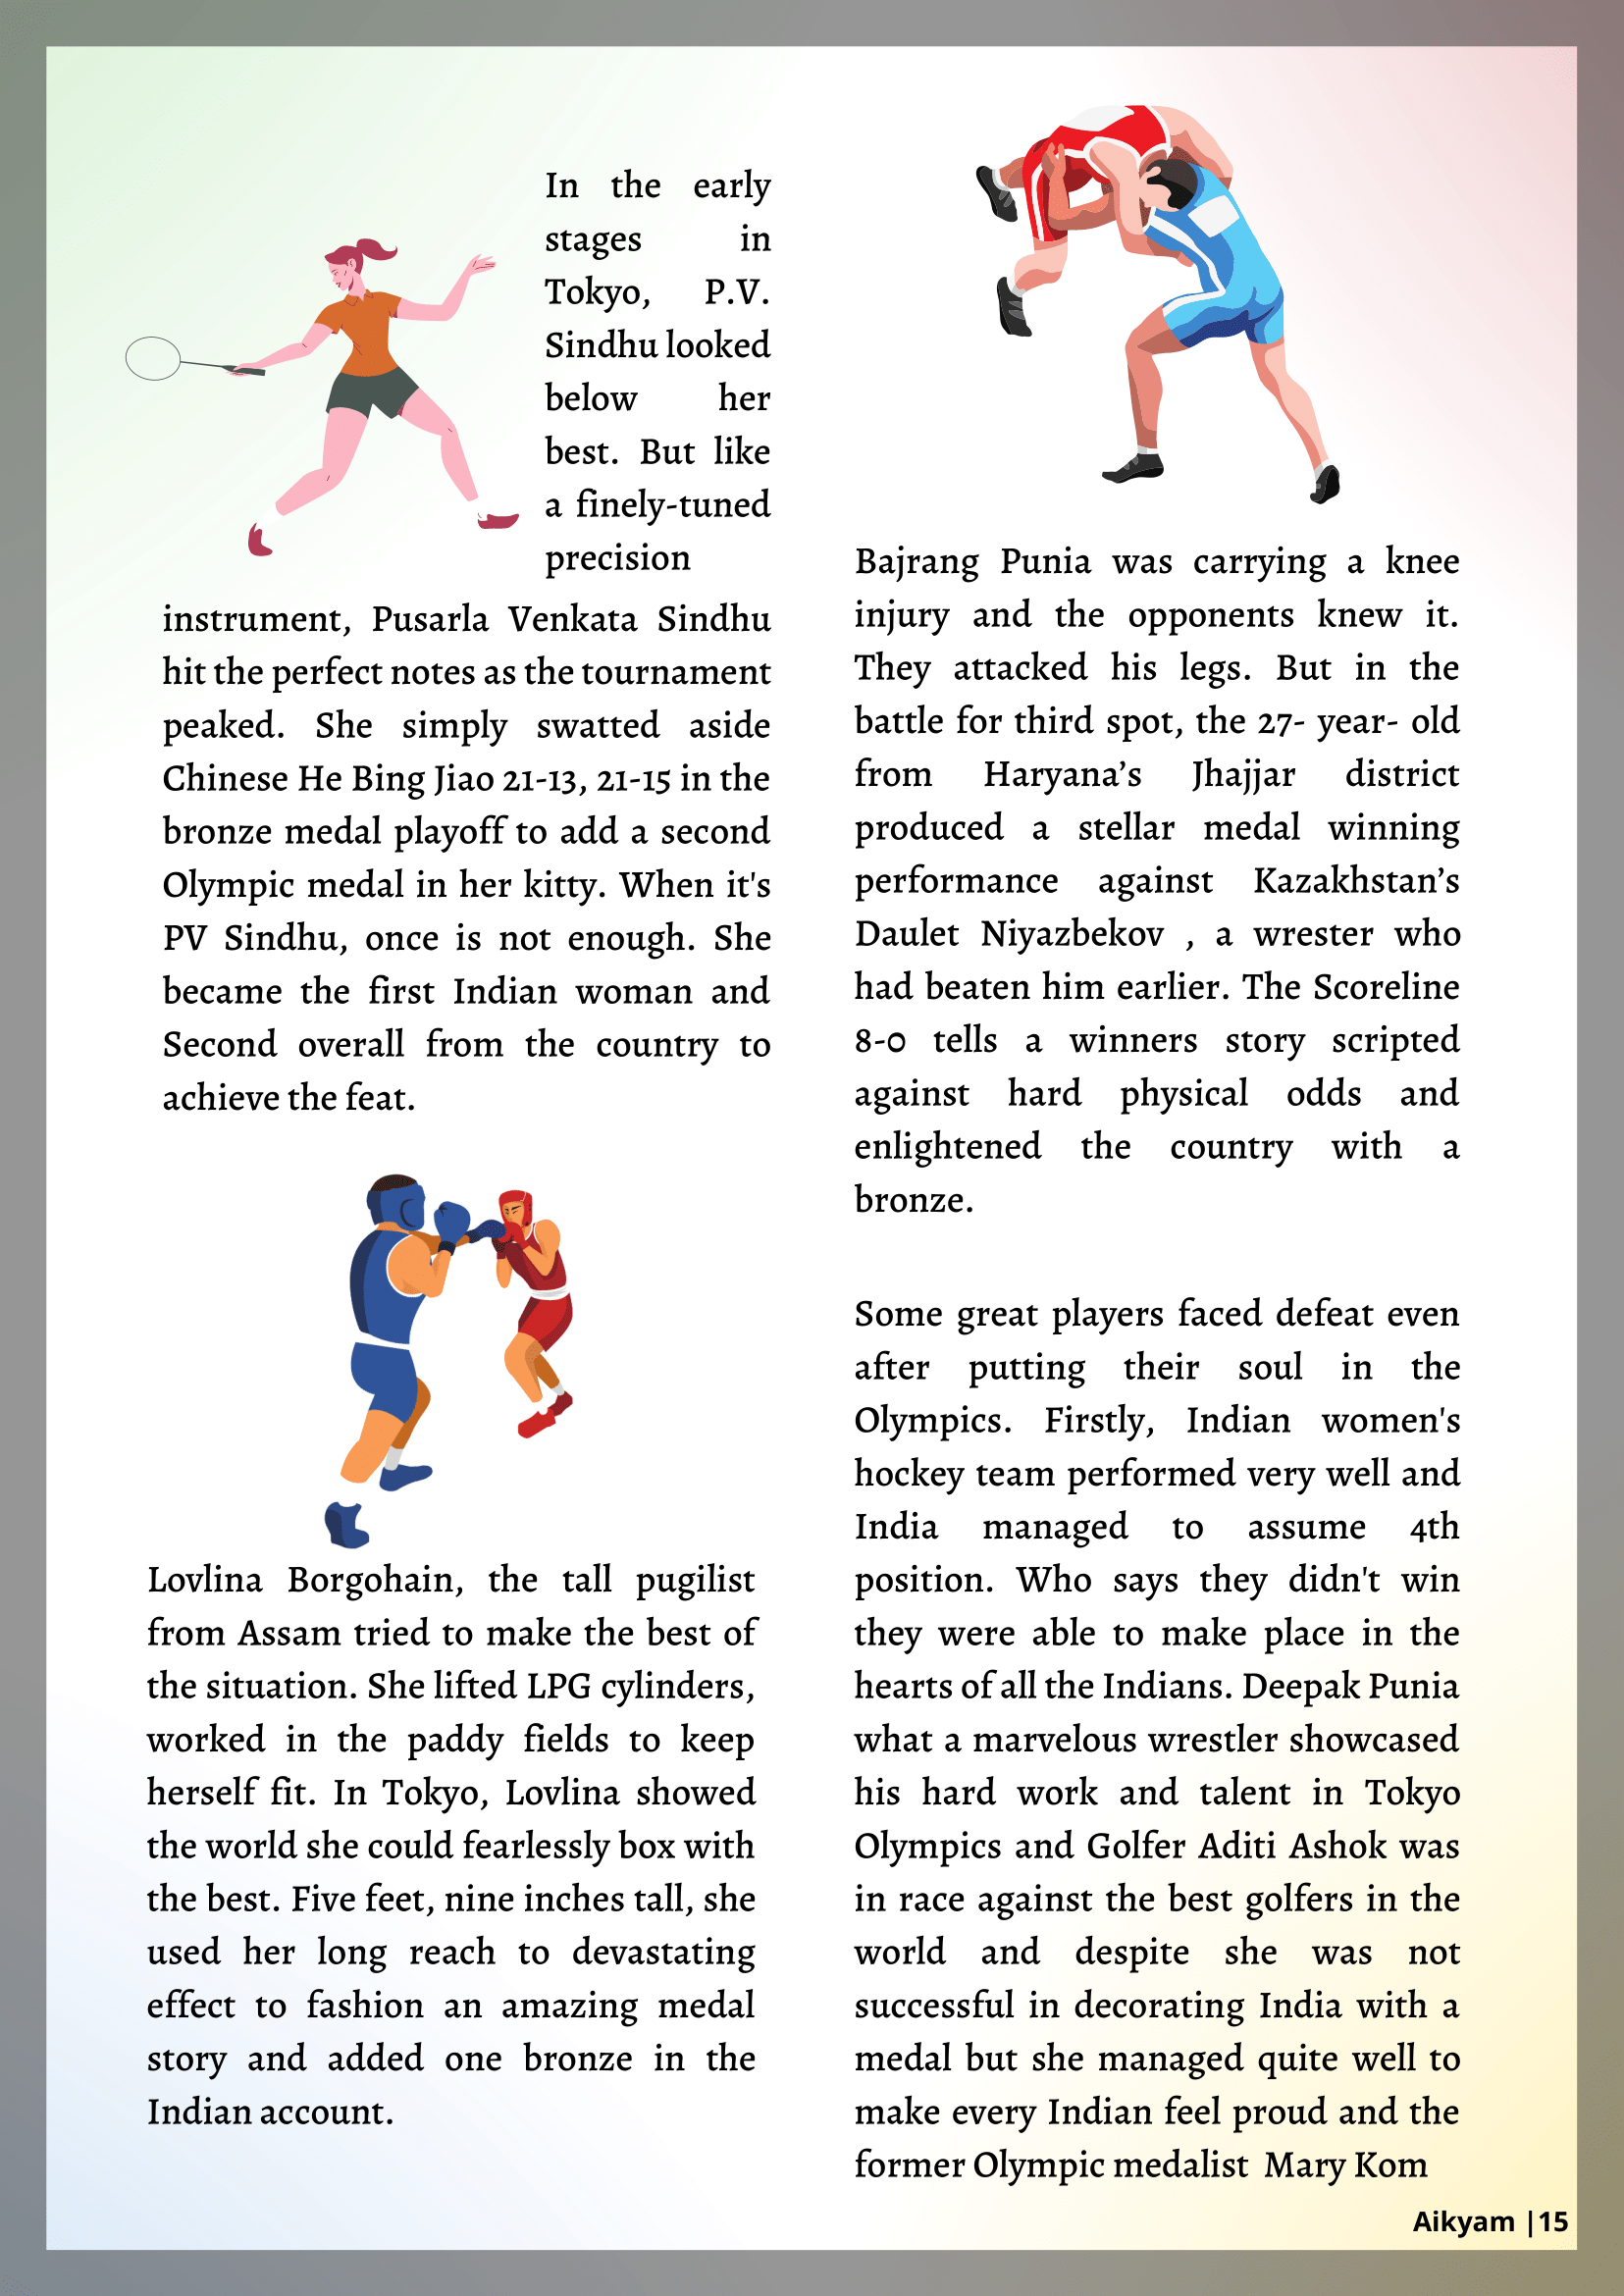 In the early
stages in
Tokyo, P.V.
Sindhu looked
below her
best. But like
a finely-tuned
precision
instrument, Pusarla Venkata Sindhu
hit the perfect notes as the tournament
peaked. She simply swatted aside
Chinese He Bing Jiao 21-13, 21-15 in the
bronze medal playoff to add a second
Olympic medal in her kitty. When it's
PV Sindhu, once is not enough. She
became the first Indian woman and
Second overall from the country to
achieve the feat.
Lovlina Borgohain, the tall pugilist
from Assam tried to make the best of
the situation. She lifted LPG cylinders,
worked in the paddy fields to keep
herself fit. In Tokyo, Lovlina showed
the world she could fearlessly box with
the best. Five feet, nine inches tall, she
used her long reach to devastating
effect to fashion an amazing medal
story and added one bronze in the
Indian account.
Bajrang Punia was carrying a knee
injury and the opponents knew it.
They attacked his legs. But in the
battle for third spot, the 27- year- old
from Haryana’s Jhajjar district
produced a stellar medal winning
performance against Kazakhstan’s
Daulet Niyazbekov , a wrester who
had beaten him earlier. The Scoreline
8-0 tells a winners story scripted
against hard physical odds and
enlightened the country with a
bronze.
Some great players faced defeat even
after putting their soul in the
Olympics. Firstly, Indian women's
hockey team performed very well and
India managed to assume 4th
position. Who says they didn't win
they were able to make place in the
hearts of all the Indians. Deepak Punia
what a marvelous wrestler showcased
his hard work and talent in Tokyo
Olympics and Golfer Aditi Ashok was
in race against the best golfers in the
world and despite she was not
successful in decorating India with a
medal but she managed quite well to
make every Indian feel proud and the
former Olympic medalist  Mary Kom
Aikyam |15